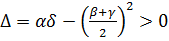 Δ = αδ − ((β+γ)/2)² > 0